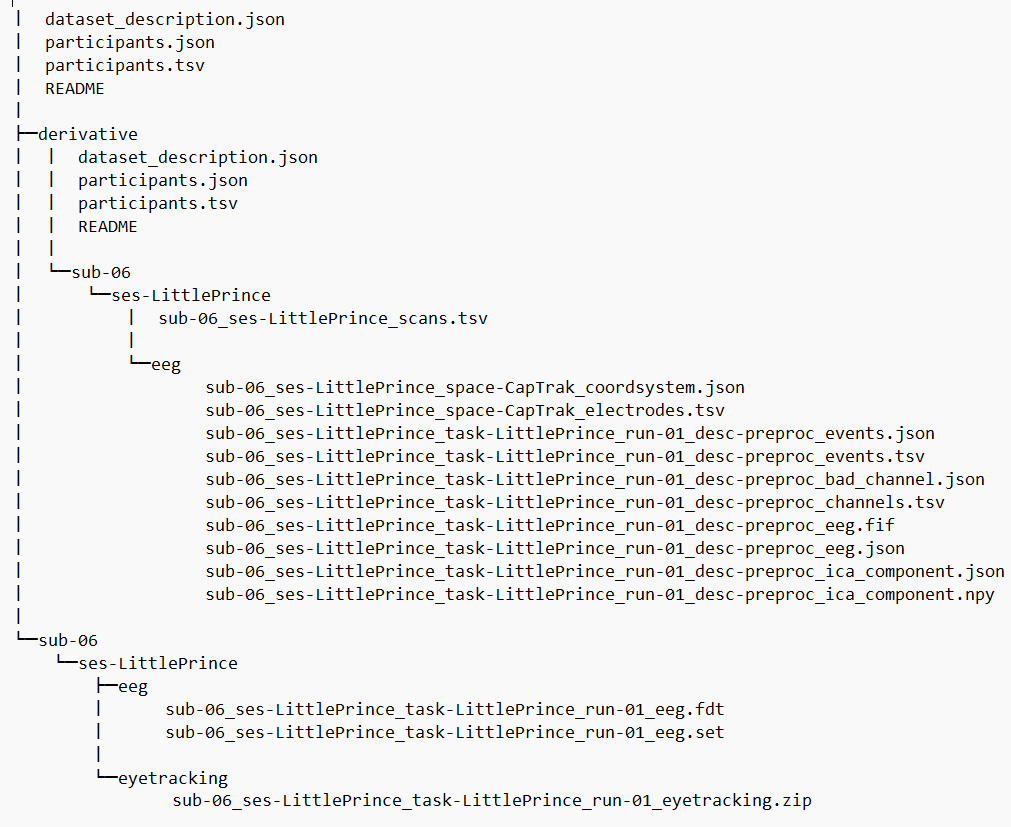 dataset_description.json
participants.json
participants.tsv
README
derivative
dataset_description.json
participants.json
participants.tsv
README
sub-06
ses-LittlePrince
sub-06_ses-LittlePrince_scans.tsv
eeg
sub-06_ses-LittlePrince_space-CapTrak_coordsystem.json
sub-06_ses-LittlePrince_space-CapTrak_electrodes.tsv
sub-06_ses-LittlePrince_task-LittlePrince_run-01_desc-preproc_events.json
sub-06_ses-LittlePrince_task-LittlePrince_run-01_desc-preproc_events.tsv
sub-06_ses-LittlePrince_task-LittlePrince_run-01_desc-preproc_bad_channel.json
sub-06_ses-LittlePrince_task-LittlePrince_run-01_desc-preproc_channels.tsv
sub-06_ses-LittlePrince_task-LittlePrince_run-01_desc-preproc_eeg.fif
sub-06_ses-LittlePrince_task-LittlePrince_run-01_desc-preproc_eeg.json
sub-06_ses-LittlePrince_task-LittlePrince_run-01_desc-preproc_ica_component.json
sub-06_ses-LittlePrince_task-LittlePrince_run-01_desc-preproc_ica_component.npy
sub-06
ses-LittlePrince
eeg
sub-06_ses-LittlePrince_task-LittlePrince_run-01_eeg.fdt
sub-06_ses-LittlePrince_task-LittlePrince_run-01_eeg.set
eyetracking
sub-06_ses-LittlePrince_task-LittlePrince_run-01_eyetracking.zip